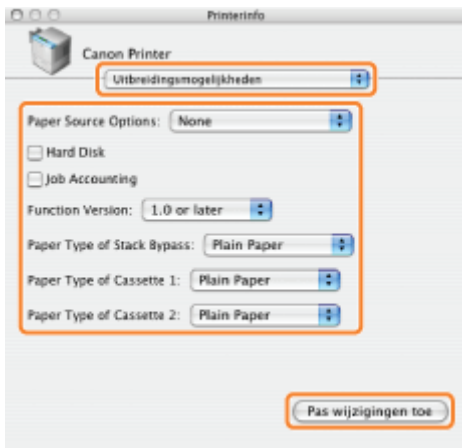 Printerinfo
Canon Printer
Uitbreidingsmogelijkheden
Paper Source Options: None
Hard Disk
Job Accounting
Function Version: 1.0 or later
Paper Type of Stack Bypass: Plain Paper
Paper Type of Cassette 1: Plain Paper
Paper Type of Cassette 2: Plain Paper
Pas wijzigingen toe